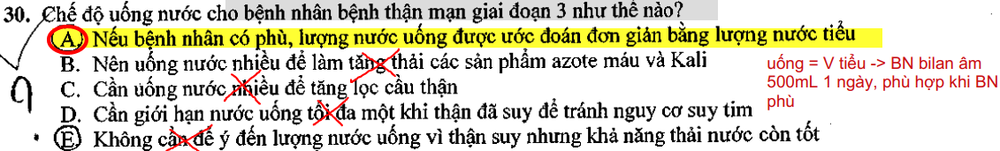 30. Chế độ uống nước cho bệnh nhân bệnh thận mạn giai đoạn 3 như thế nào?
A. Nếu bệnh nhân có phù, lượng nước uống được ước đoán đơn giản bằng lượng nước tiểu
B. Nên uống nước nhiều để làm tăng thải các sản phẩm azote máu và Kali
C. Cần uống nước nhiều để tăng lọc cầu thận
D. Cần giới hạn nước uống tối đa một khi thận đã suy để tránh nguy cơ suy tim
E. Không cần để ý đến lượng nước uống vì thận suy nhưng khả năng thải nước còn tốt
uống = V tiểu -> BN bilan âm
500mL 1 ngày, phù hợp khi BN
phù